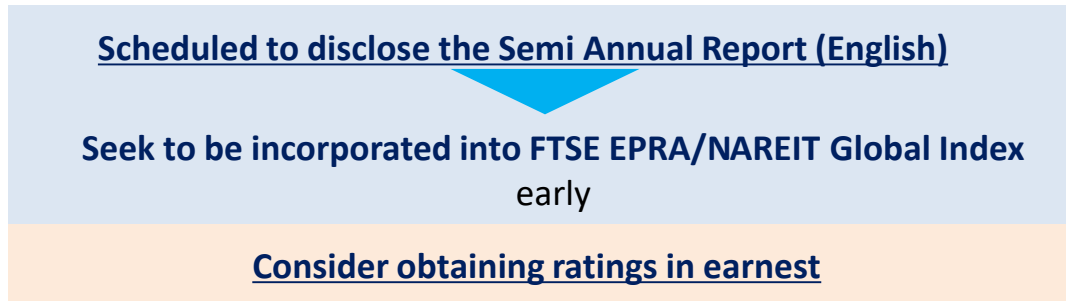 Scheduled to disclose the Semi Annual Report (English)
Seek to be incorporated into FTSE EPRA/NAREIT Global Index
early
Consider obtaining ratings in earnest